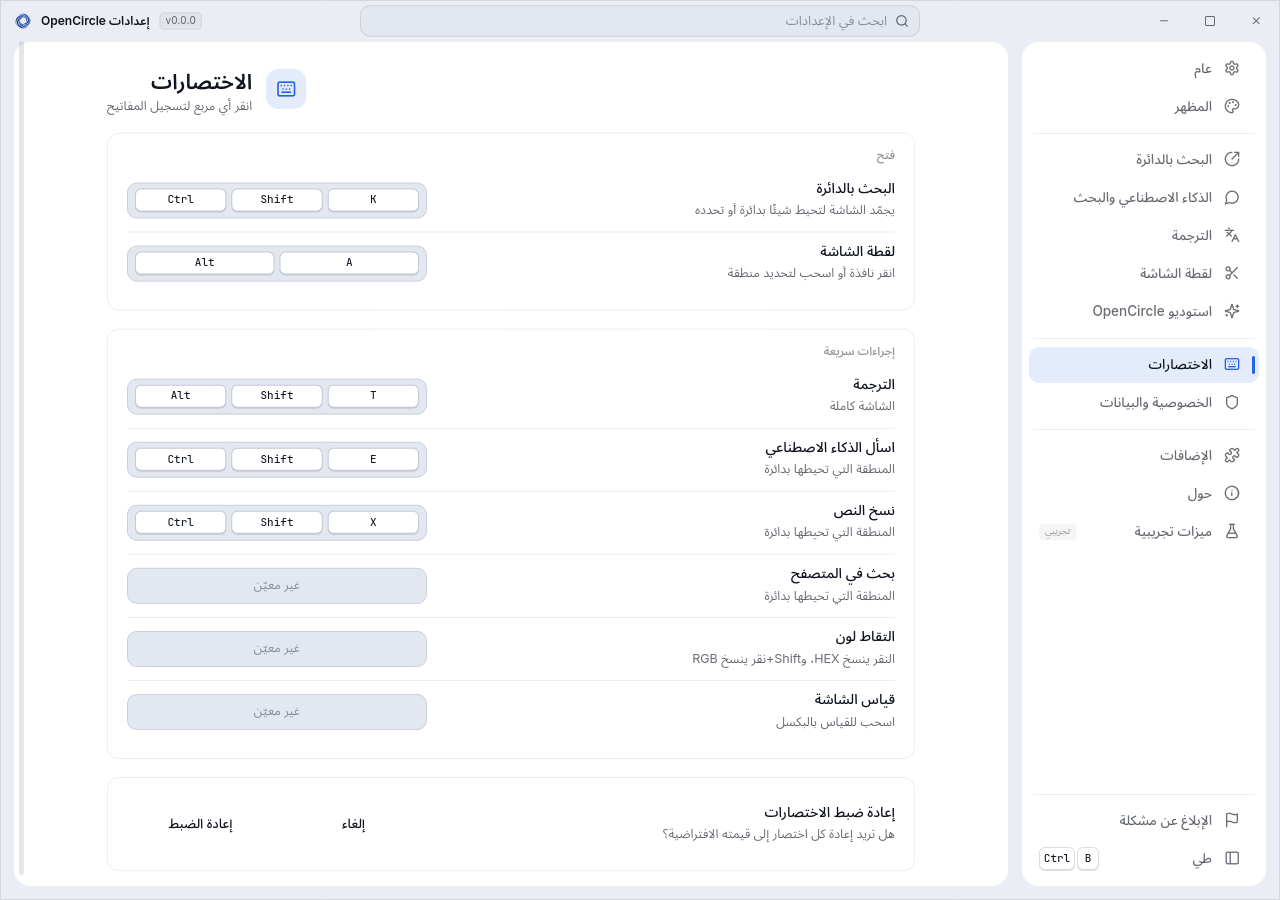 إعدادات OpenCircle
v0.0.0
ابحث في الإعدادات
عام
المظهر
البحث بالدائرة
الذكاء الاصطناعي والبحث
الترجمة
لقطة الشاشة
استوديو OpenCircle
الاختصارات
الخصوصية والبيانات
الإضافات
حول
ميزات تجريبية
تجريبي
الإبلاغ عن مشكلة
طي
Ctrl B
الاختصارات
انقر أي مربع لتسجيل المفاتيح
فتح
البحث بالدائرة
يجمّد الشاشة لتحيط شيئًا بدائرة أو تحدده
Ctrl Shift K
لقطة الشاشة
انقر نافذة أو اسحب لتحديد منطقة
Alt A
إجراءات سريعة
الترجمة
الشاشة كاملة
Alt Shift T
اسأل الذكاء الاصطناعي
المنطقة التي تحيطها بدائرة
Ctrl Shift E
نسخ النص
المنطقة التي تحيطها بدائرة
Ctrl Shift X
بحث في المتصفح
المنطقة التي تحيطها بدائرة
غير معيّن
التقاط لون
النقر ينسخ HEX، وShift+نقر ينسخ RGB
غير معيّن
قياس الشاشة
اسحب للقياس بالبكسل
غير معيّن
إعادة ضبط الاختصارات
هل تريد إعادة كل اختصار إلى قيمته الافتراضية؟
إلغاء
إعادة الضبط